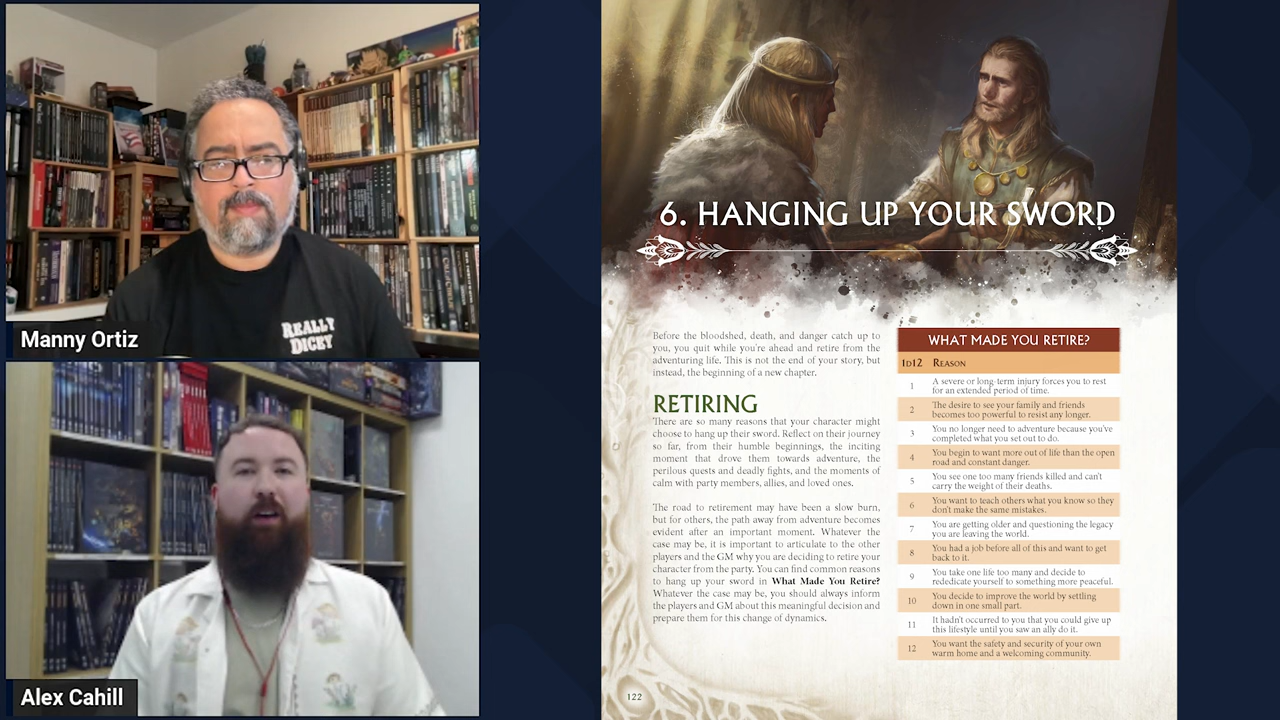 REALLY
DICEY
Manny Ortiz
Alex Cahill
6. HANGING UP YOUR SWORD
Before the bloodshed, death, and danger catch up to
you, you quit while you're ahead and retire from the
adventuring life. This is not the end of your story, but
instead, the beginning of a new chapter.
RETIRING
There are so many reasons that your character might
choose to hang up their sword. Reflect on their journey
so far, from their humble beginnings, the inciting
moment that drove them towards adventure, the
perilous quests and deadly fights, and the moments of
calm with party members, allies, and loved ones.
The road to retirement may have been a slow burn,
but for others, the path away from adventure becomes
evident after an important moment. Whatever the
case may be, it is important to articulate to the other
players and the GM why you are deciding to retire your
character from the party. You can find common reasons
to hang up your sword in What Made You Retire?
Whatever the case may be, you should always inform
the players and GM about this meaningful decision and
prepare them for this change of dynamics.
122
WHAT MADE YOU RETIRE?
1D12 REASON
1 A severe or long-term injury forces you to rest
for an extended period of time.
2 The desire to see your family and friends
becomes too powerful to resist any longer.
3 You no longer need to adventure because you've
completed what you set out to do.
4 You begin to want more out of life than the open
road and constant danger.
5 You see one too many friends killed and can't
carry the weight of their deaths.
6 You want to teach others what you know so they
don't make the same mistakes.
7 You are getting older and questioning the legacy
you are leaving the world.
8 You had a job before all of this and want to get
back to it.
9 You take one life too many and decide to
rededicate yourself to something more peaceful.
10 You decide to improve the world by settling
down in one small part.
11 It hadn't occurred to you that you could give up
this lifestyle until you saw an ally do it.
12 You want the safety and security of your own
warm home and a welcoming community.